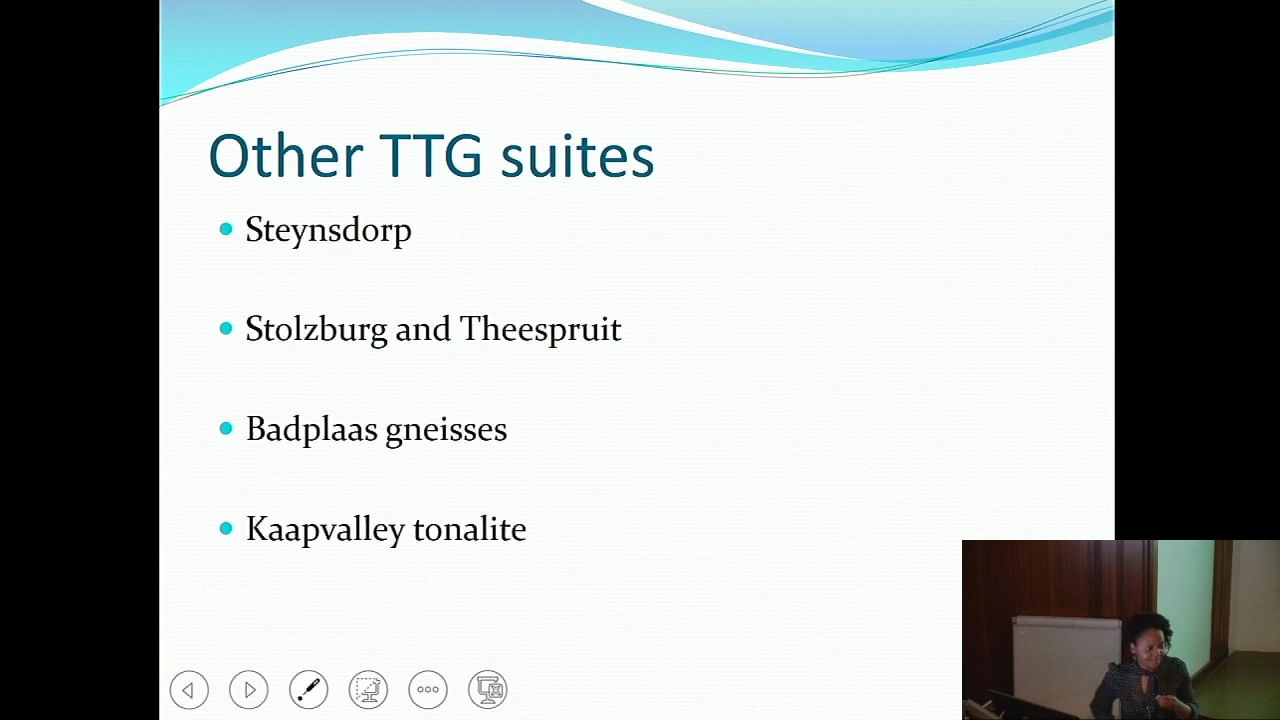 Other TTG suites
Steynsdorp
Stolzburg and Theespruit
Badplaas gneisses
Kaapvalley tonalite